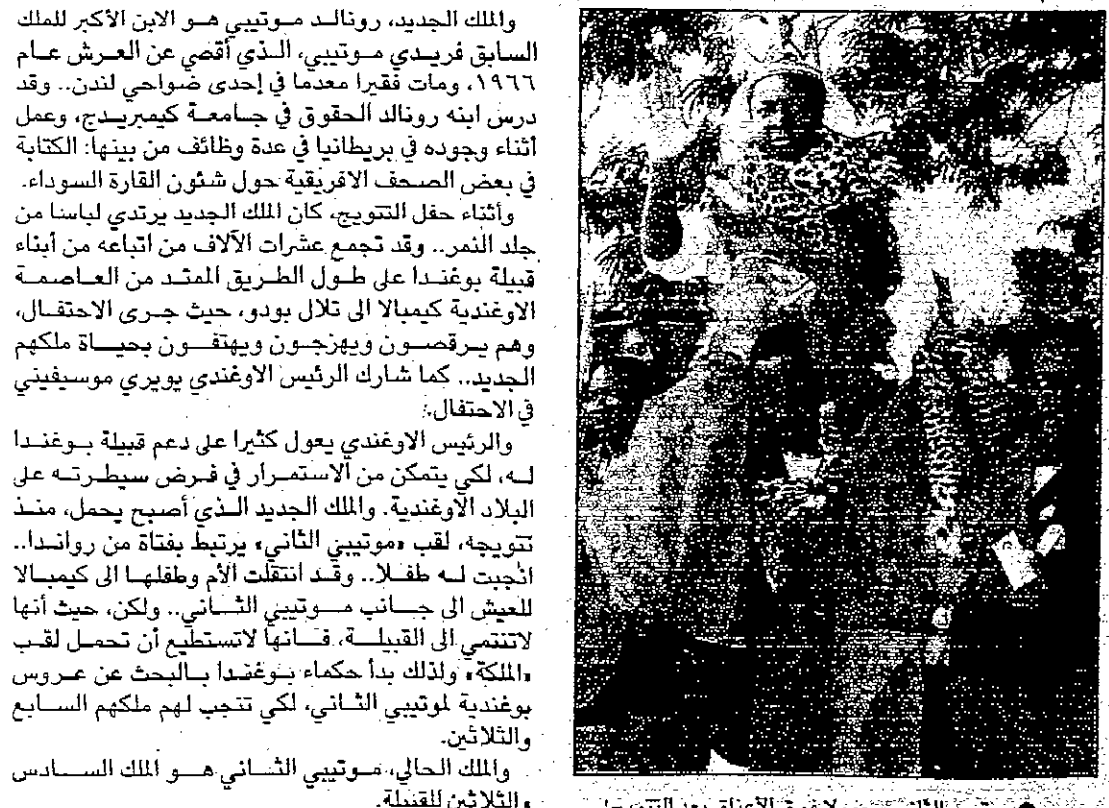 والملك الجديد، رونالد موتيبي هو الابن الأكبر للملك
السابق فريدي موتيبي، الذي أقصي عن العرش عام
١٩٦٦، ومات فقيرا معدما في إحدى ضواحي لندن.. وقد
درس ابنه رونالد الحقوق في جامعة كيمبريدج، وعمل
أثناء وجوده في بريطانيا في عدة وظائف من بينها: الكتابة
في بعض الصحف الافريقية حول شئون القارة السوداء.
وأثناء حفل التتويج، كان الملك الجديد يرتدي لباسا من
جلد النمر.. وقد تجمع عشرات الآلاف من اتباعه من أبناء
قبيلة بوغندا على طول الطريق الممتد من العاصمة
الاوغندية كيمبالا الى تلال بودو، حيث جرى الاحتفال،
وهم يرقصون ويهزجون ويهتفون بحياة ملكهم
الجديد.. كما شارك الرئيس الاوغندي يويري موسيفيني
في الاحتفال.
والرئيس الاوغندي يعول كثيرا على دعم قبيلة بوغندا
له، لكي يتمكن من الاستمرار في فرض سيطرته على
البلاد الأوغندية. والملك الجديد الذي أصبح يحمل، منذ
تتويجه، لقب «موتيبي الثاني» يرتبط بفتاة من رواندا..
انجبت له طفلا.. وقد انتقلت الأم وطفلها الى كيمبالا
للعيش الى جانب موتيبي الثاني.. ولكن، حيث أنها
لاتنتمي الى القبيلة، فانها لاتستطيع أن تحمل لقب
«الملكة» ولذلك بدأ حكماء بوغندا بالبحث عن عروس
بوغندية لموتيبي الثاني، لكي تنجب لهم ملكهم السابع
والثلاثين.
والملك الحالي، موتيبي الثاني هو الملك السادس
والثلاثين للقبيلة.
الأعناق بعد التتويج